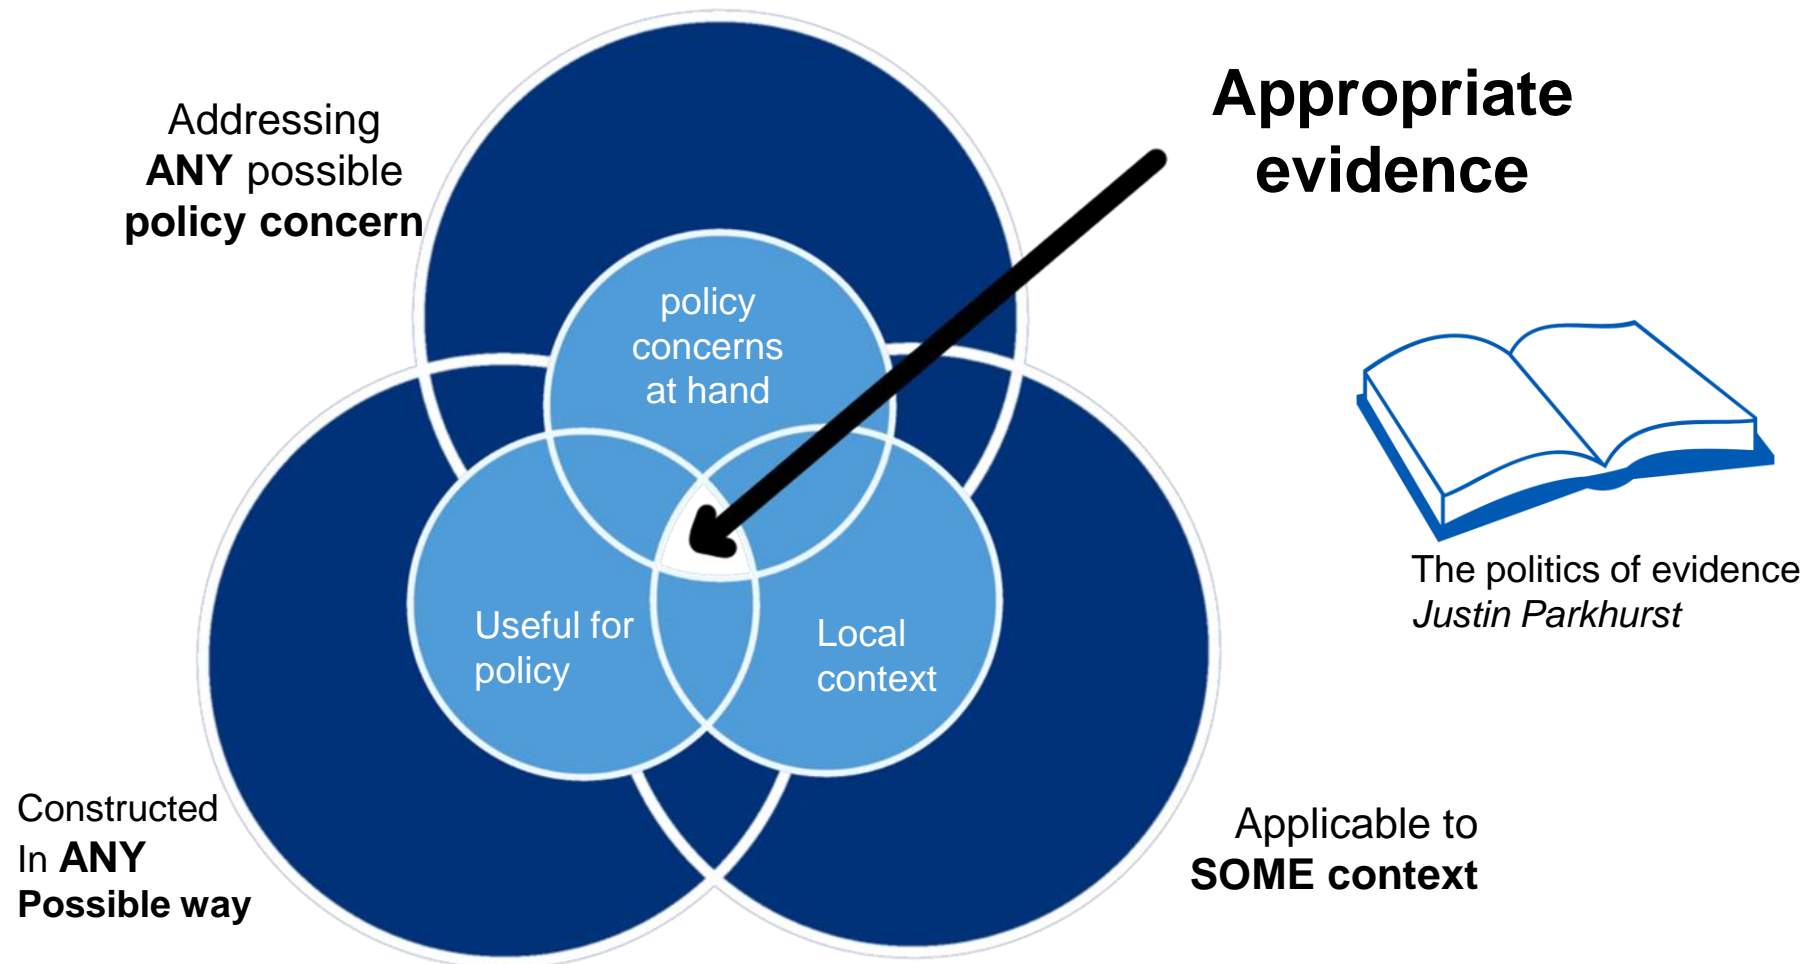 Addressing
ANY possible
policy concern
Appropriate
evidence
policy
concerns
at hand
Useful for
policy
Local
context
The politics of evidence
Justin Parkhurst
Constructed
In ANY
Possible way
Applicable to
SOME context